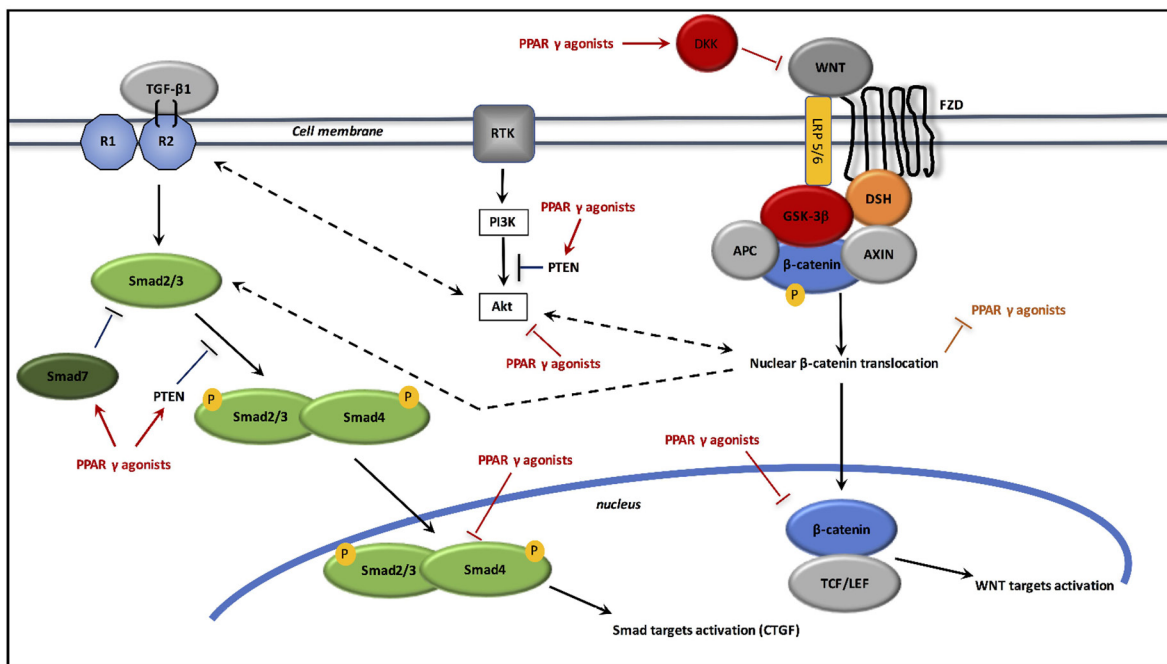 PPAR γ agonists
DKK
WNT
TGF-β1
FZD
R1
R2
Cell membrane
RTK
LRP 5/6
PPAR γ agonists
DSH
GSK-3β
PI3K
APC
AXIN
β-catenin
PTEN
Smad2/3
P
Akt
PPAR γ agonists
PPAR γ agonists
Nuclear β-catenin translocation
Smad7
PTEN
P
P
Smad2/3
Smad4
PPAR γ agonists
PPAR γ agonists
PPAR γ agonists
nucleus
β-catenin
P
P
Smad2/3
Smad4
TCF/LEF
WNT targets activation
Smad targets activation (CTGF)